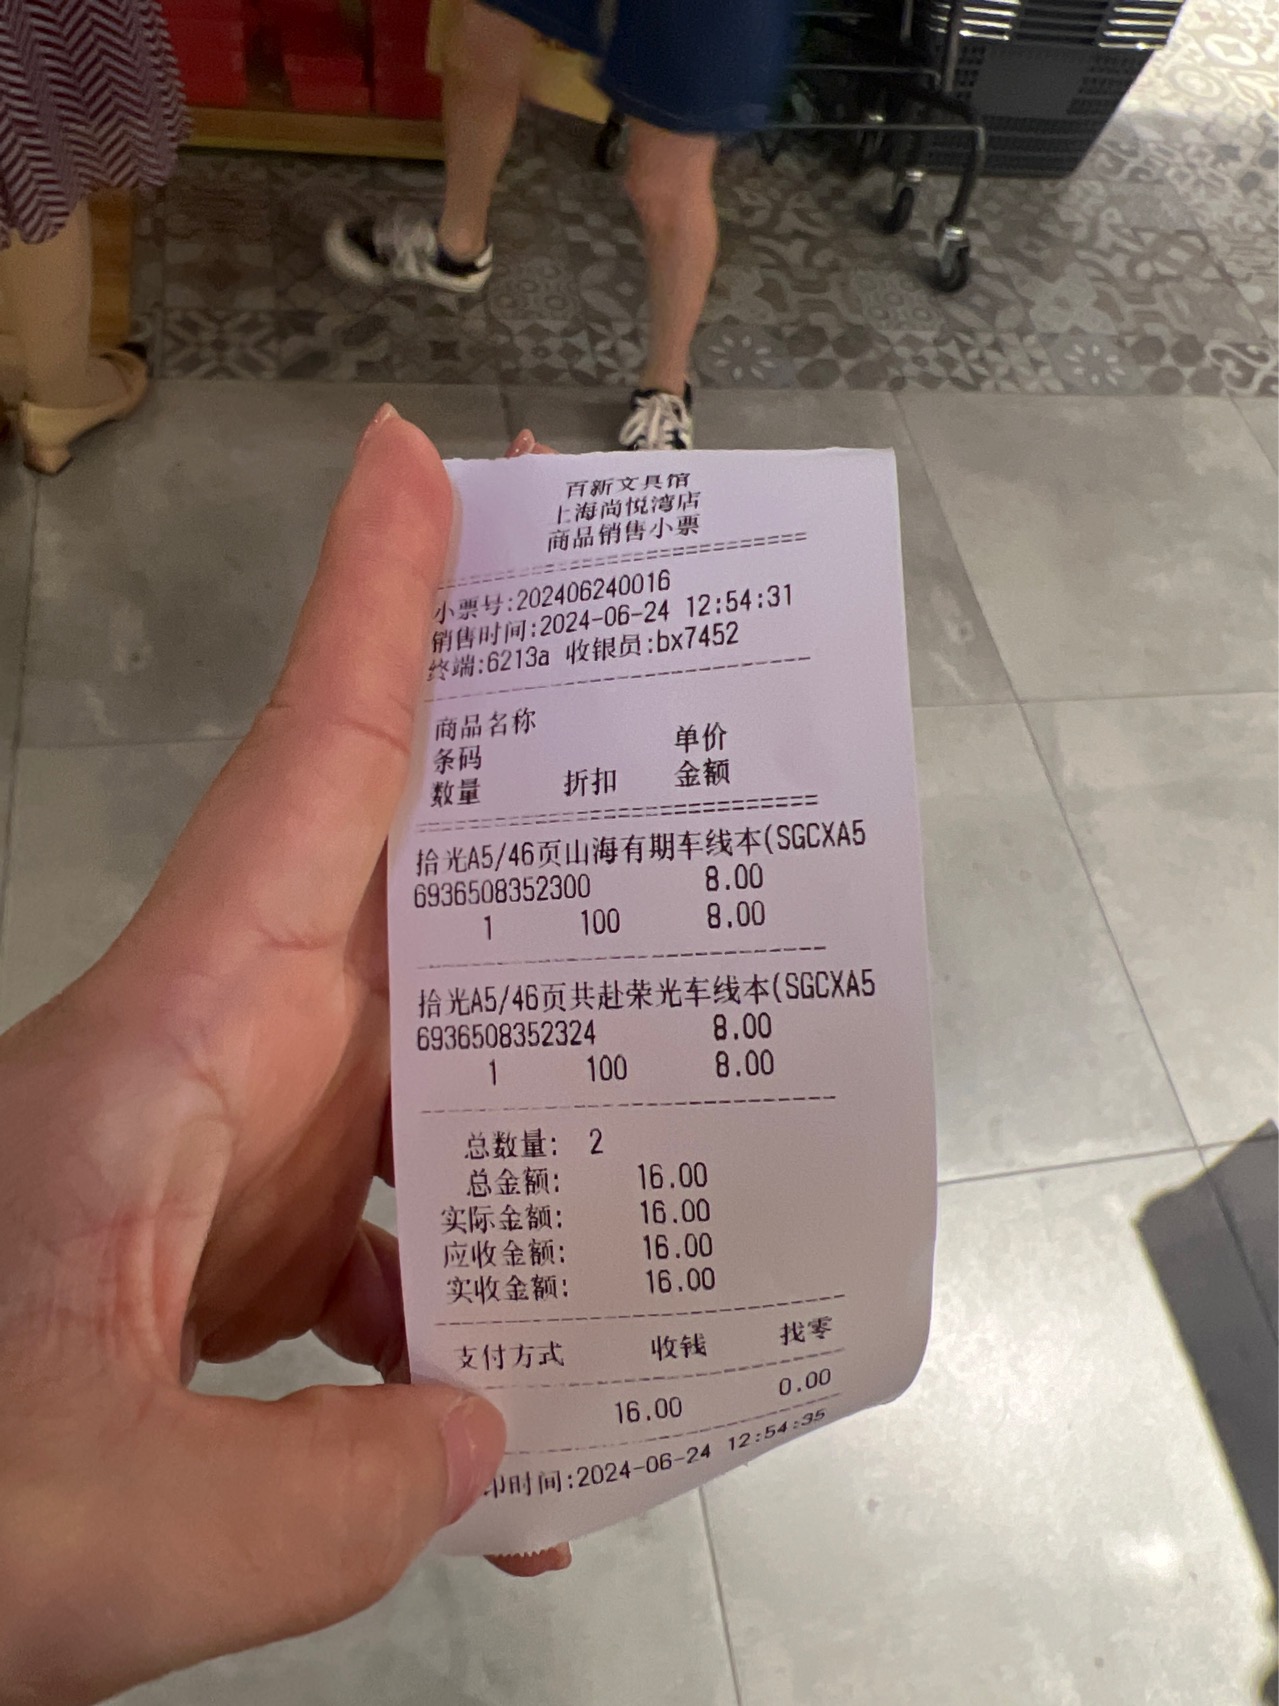 百新文具馆
上海尚悦湾店
商品销售小票
================================
小票号:202406240016
销售时间:2024-06-24 12:54:31
终端:6213a 收银员:bx7452
--------------------------------
商品名称
条码 单价
数量 折扣 金额
================================
拾光A5/46页山海有期车线本(SGCXA5
6936508352300 8.00
1 100 8.00
--------------------------------
拾光A5/46页共赴荣光车线本(SGCXA5
6936508352324 8.00
1 100 8.00
--------------------------------
总数量: 2
总金额: 16.00
实际金额: 16.00
应收金额: 16.00
实收金额: 16.00
--------------------------------
支付方式 收钱 找零
--------------------------------
16.00 0.00
--------------------------------
印时间:2024-06-24 12:54:35